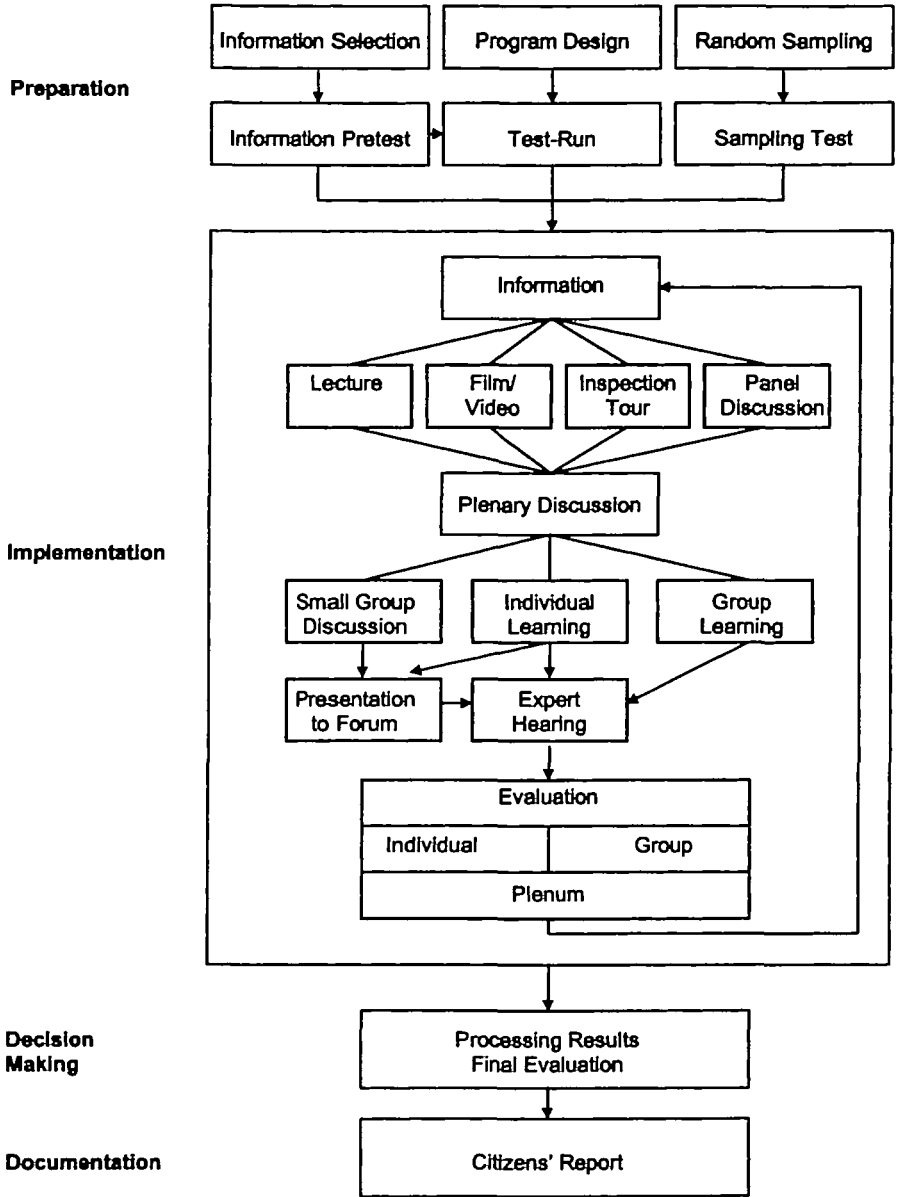 Information Selection
Program Design
Random Sampling
Preparation
Information Pretest
Test-Run
Sampling Test
Information
Lecture
Film/
Video
Inspection
Tour
Panel
Discussion
Plenary Discussion
Implementation
Small Group
Discussion
Individual
Learning
Group
Learning
Presentation
to Forum
Expert
Hearing
Evaluation
Individual
Group
Plenum
Decision
Making
Processing Results
Final Evaluation
Documentation
Citizens' Report